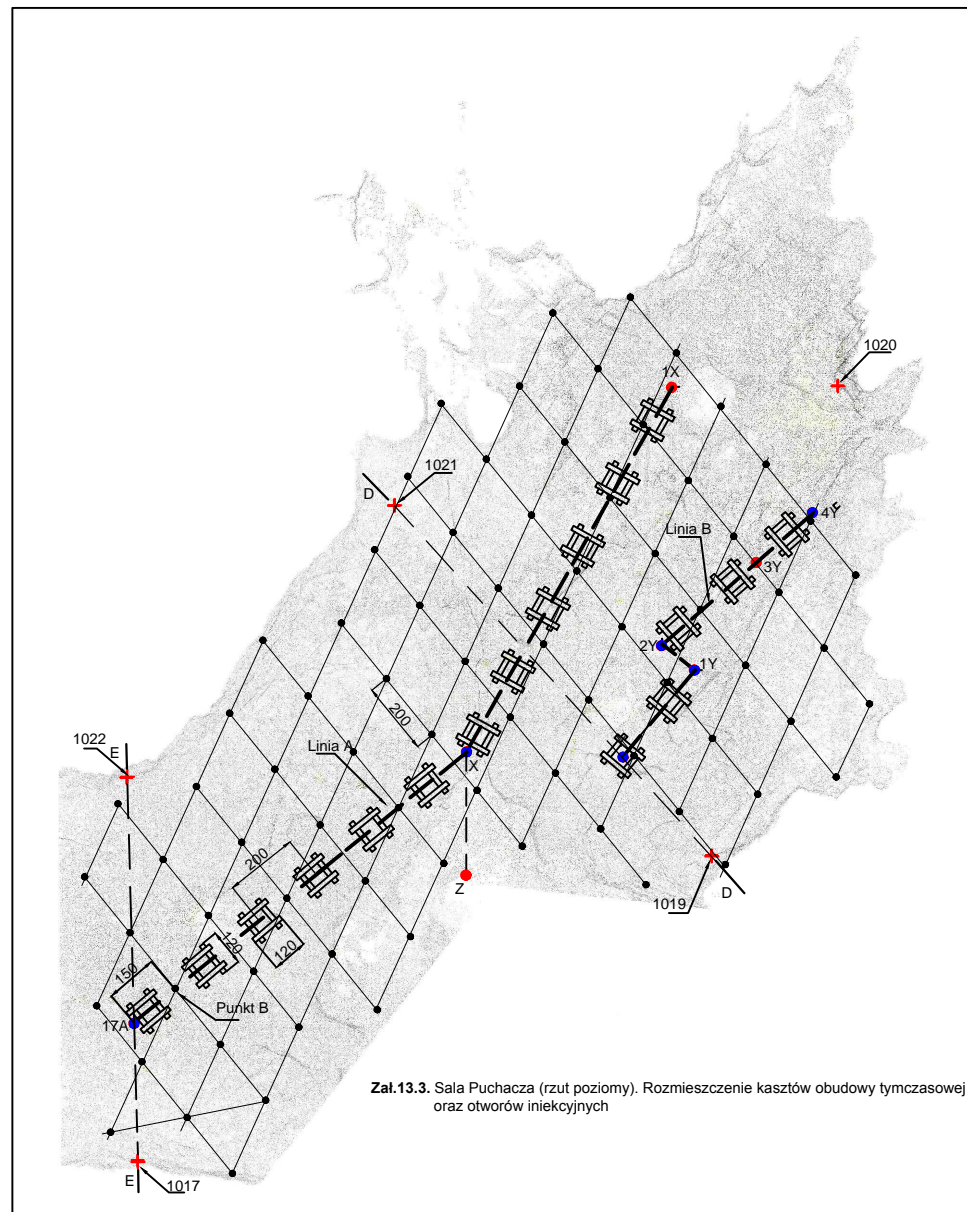 1020
1X
1021
D
Linia B
4Y
3Y
2Y
1Y
200
1022
E
Linia A
X
200
Z
1019
D
120
120
150
Punkt B
17A
Zał.13.3. Sala Puchacza (rzut poziomy). Rozmieszczenie kasztów obudowy tymczasowej
oraz otworów iniekcyjnych
E
1017